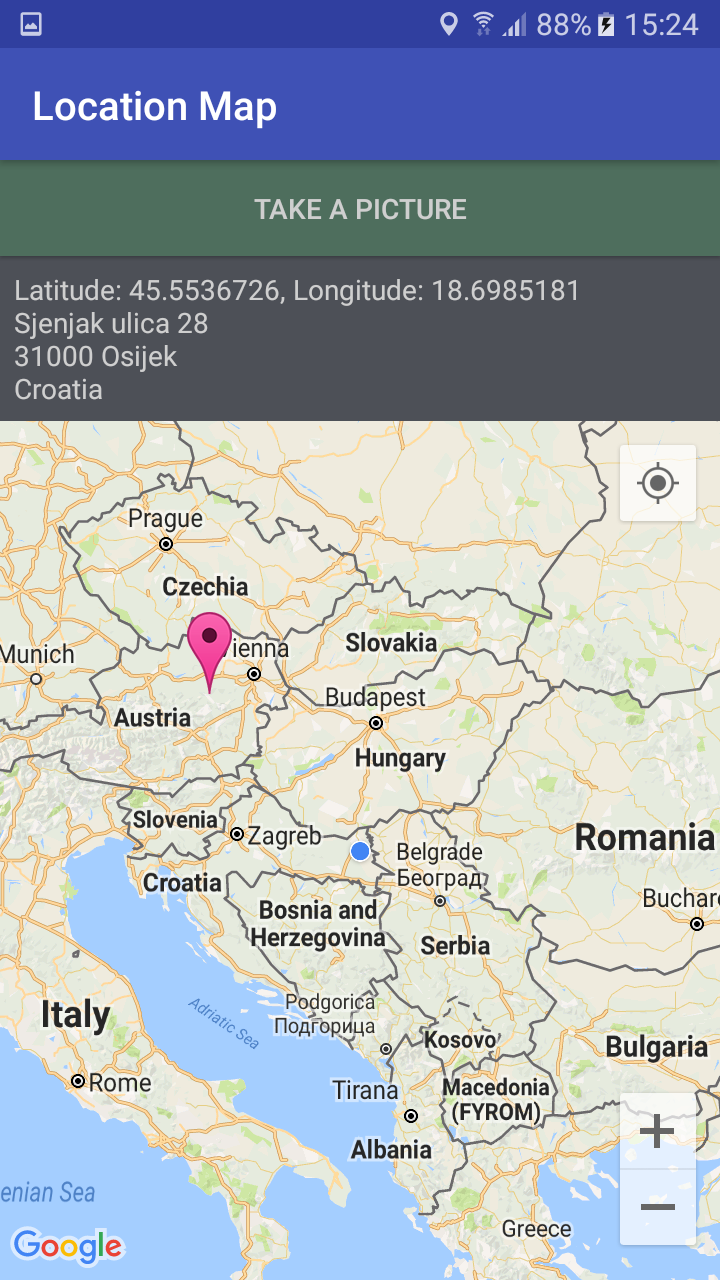 88% 15:24
Location Map
TAKE A PICTURE
Latitude: 45.5536726, Longitude: 18.6985181
Sjenjak ulica 28
31000 Osijek
Croatia
Prague
Czechia
Munich
ienna
Slovakia
Budapest
Austria
Hungary
Slovenia
Zagreb
Romania
Belgrade
Београд
Croatia
Buchar
Bosnia and
Herzegovina
Serbia
Podgorica
Подгорица
Adriatic Sea
Italy
Kosovo
Bulgaria
Rome
Tirana
Macedonia
(FYROM)
Albania
enian Sea
Greece
Google